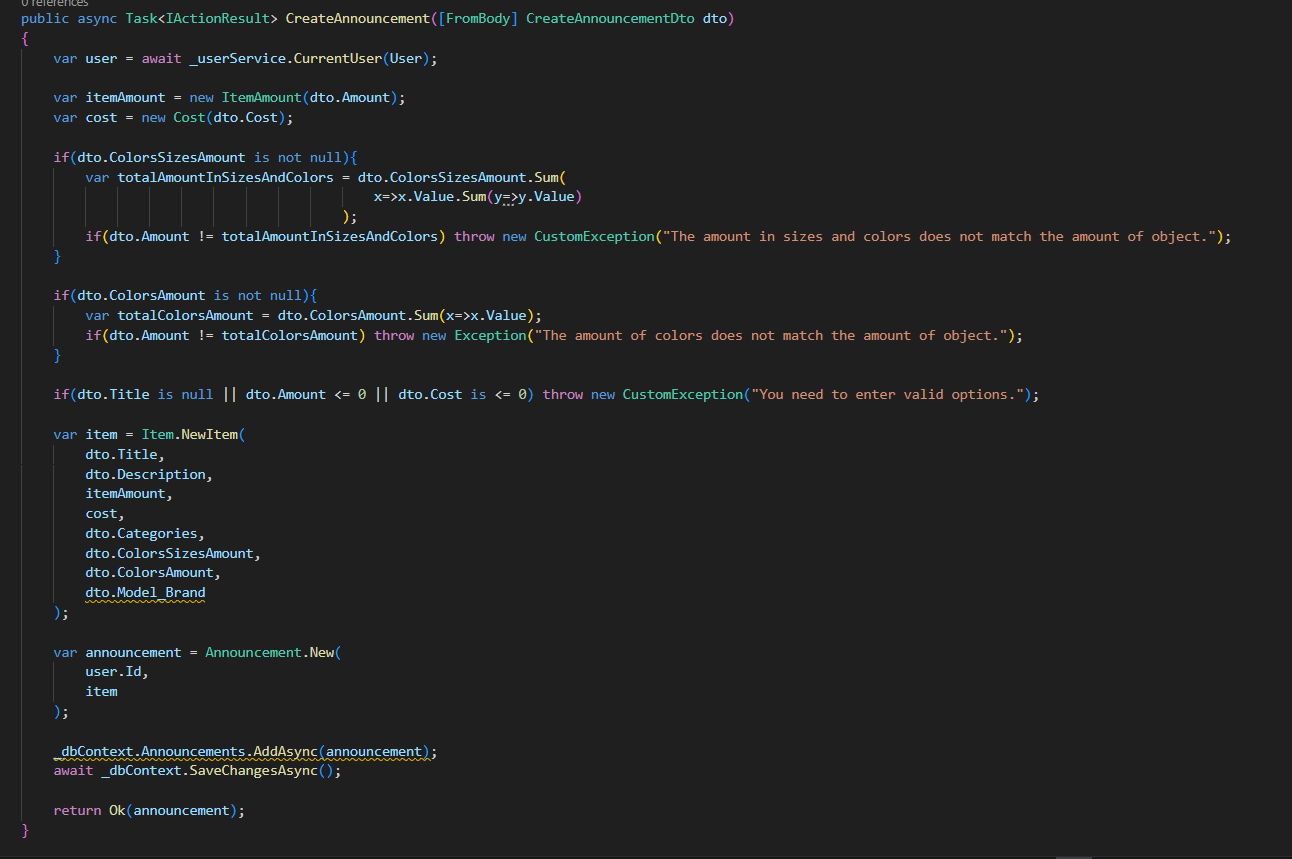 0 references
public async Task<IActionResult> CreateAnnouncement([FromBody] CreateAnnouncementDto dto)
{
    var user = await _userService.CurrentUser(User);

    var itemAmount = new ItemAmount(dto.Amount);
    var cost = new Cost(dto.Cost);

    if(dto.ColorsSizesAmount is not null){
        var totalAmountInSizesAndColors = dto.ColorsSizesAmount.Sum(
                                            x=>x.Value.Sum(y=>y.Value)
                                        );
        if(dto.Amount != totalAmountInSizesAndColors) throw new CustomException("The amount in sizes and colors does not match the amount of object.");
    }

    if(dto.ColorsAmount is not null){
        var totalColorsAmount = dto.ColorsAmount.Sum(x=>x.Value);
        if(dto.Amount != totalColorsAmount) throw new Exception("The amount of colors does not match the amount of object.");
    }

    if(dto.Title is null || dto.Amount <= 0 || dto.Cost is <= 0) throw new CustomException("You need to enter valid options.");

    var item = Item.NewItem(
        dto.Title,
        dto.Description,
        itemAmount,
        cost,
        dto.Categories,
        dto.ColorsSizesAmount,
        dto.ColorsAmount,
        dto.Model_Brand
    );

    var announcement = Announcement.New(
        user.Id,
        item
    );

    _dbContext.Announcements.AddAsync(announcement);
    await _dbContext.SaveChangesAsync();

    return Ok(announcement);
}